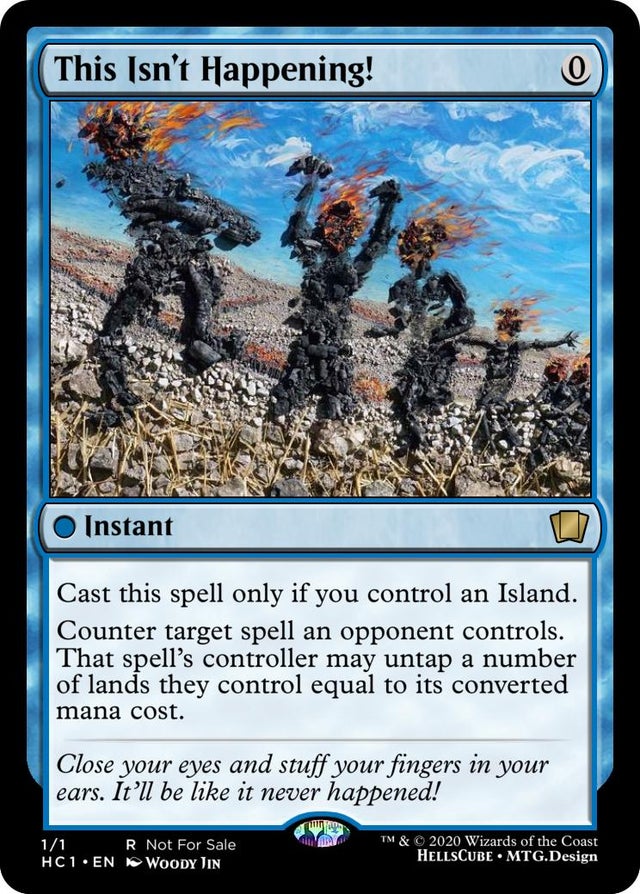 This Isn't Happening!
0
Instant
Cast this spell only if you control an Island.
Counter target spell an opponent controls.
That spell's controller may untap a number
of lands they control equal to its converted
mana cost.
Close your eyes and stuff your fingers in your
ears. It'll be like it never happened!
1/1 R Not For Sale
HC1 • EN Woody Jin
™ & © 2020 Wizards of the Coast
HellsCube • MTG.Design